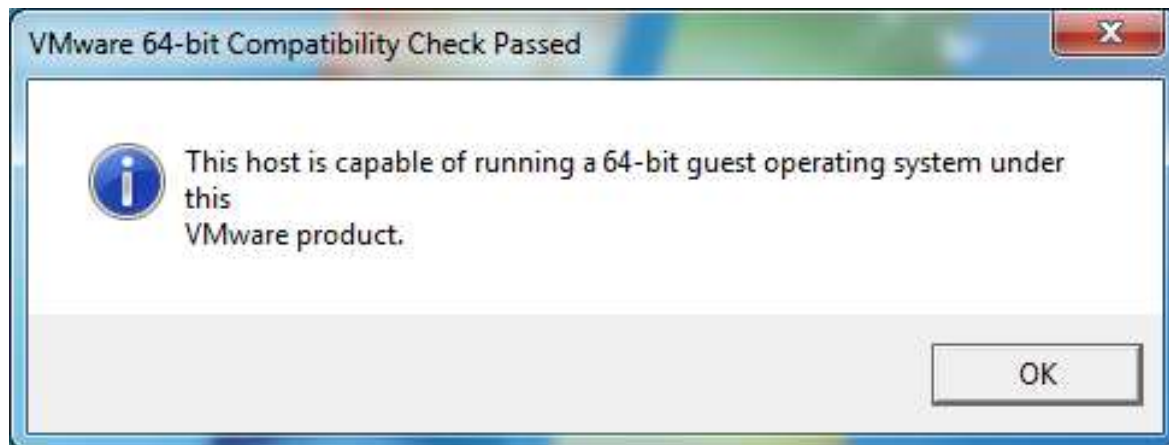 VMware 64-bit Compatibility Check Passed
This host is capable of running a 64-bit guest operating system under
this
VMware product.
OK